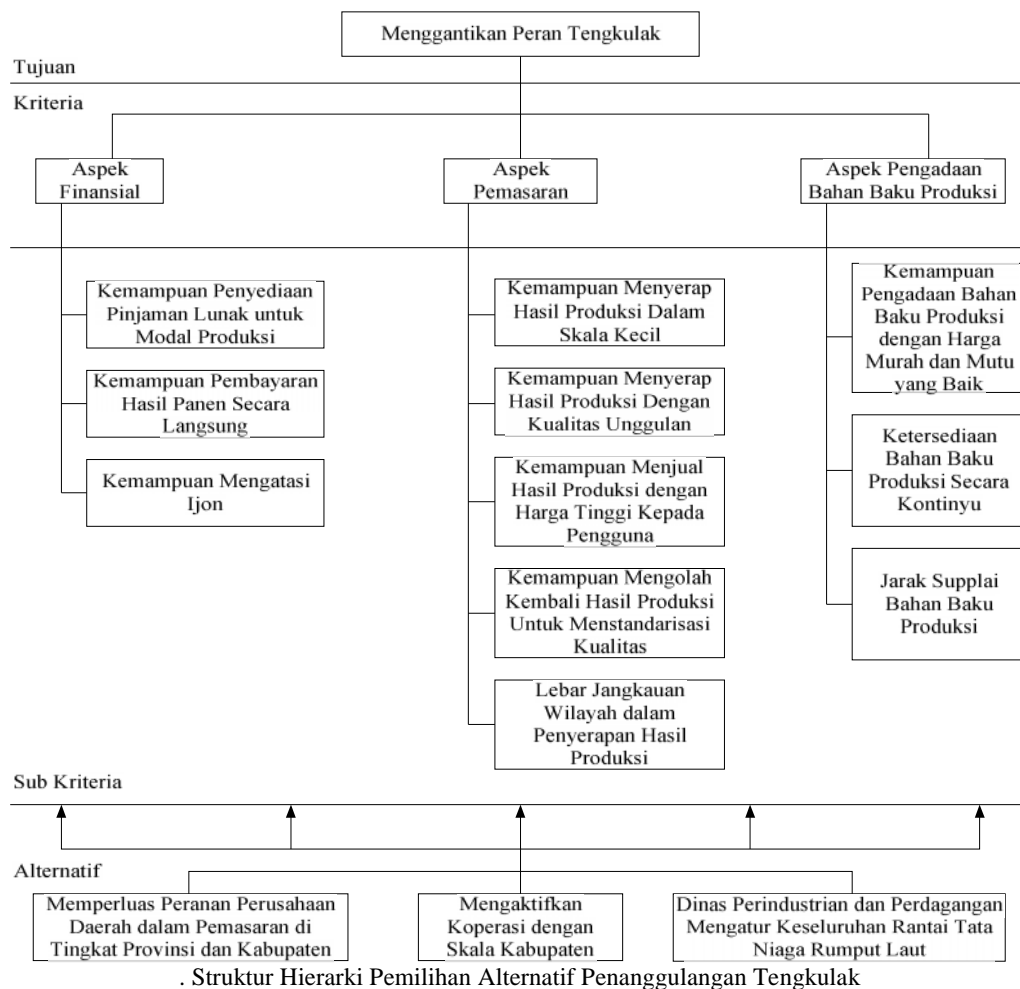 Menggantikan Peran Tengkulak
Tujuan
Kriteria
Aspek
Finansial
Aspek
Pemasaran
Aspek Pengadaan
Bahan Baku Produksi
Kemampuan Penyediaan
Pinjaman Lunak untuk
Modal Produksi
Kemampuan Pembayaran
Hasil Panen Secara
Langsung
Kemampuan Mengatasi
Ijon
Kemampuan Menyerap
Hasil Produksi Dalam
Skala Kecil
Kemampuan Menyerap
Hasil Produksi Dengan
Kualitas Unggulan
Kemampuan Menjual
Hasil Produksi dengan
Harga Tinggi Kepada
Pengguna
Kemampuan Mengolah
Kembali Hasil Produksi
Untuk Menstandarisasi
Kualitas
Lebar Jangkauan
Wilayah dalam
Penyerapan Hasil
Produksi
Kemampuan
Pengadaan Bahan
Baku Produksi
dengan Harga
Murah dan Mutu
yang Baik
Ketersediaan
Bahan Baku
Produksi Secara
Kontinyu
Jarak Supplai
Bahan Baku
Produksi
Sub Kriteria
Alternatif
Memperluas Peranan Perusahaan
Daerah dalam Pemasaran di
Tingkat Provinsi dan Kabupaten
Mengaktifkan
Koperasi dengan
Skala Kabupaten
Dinas Perindustrian dan Perdagangan
Mengatur Keseluruhan Rantai Tata
Niaga Rumput Laut
. Struktur Hierarki Pemilihan Alternatif Penanggulangan Tengkulak